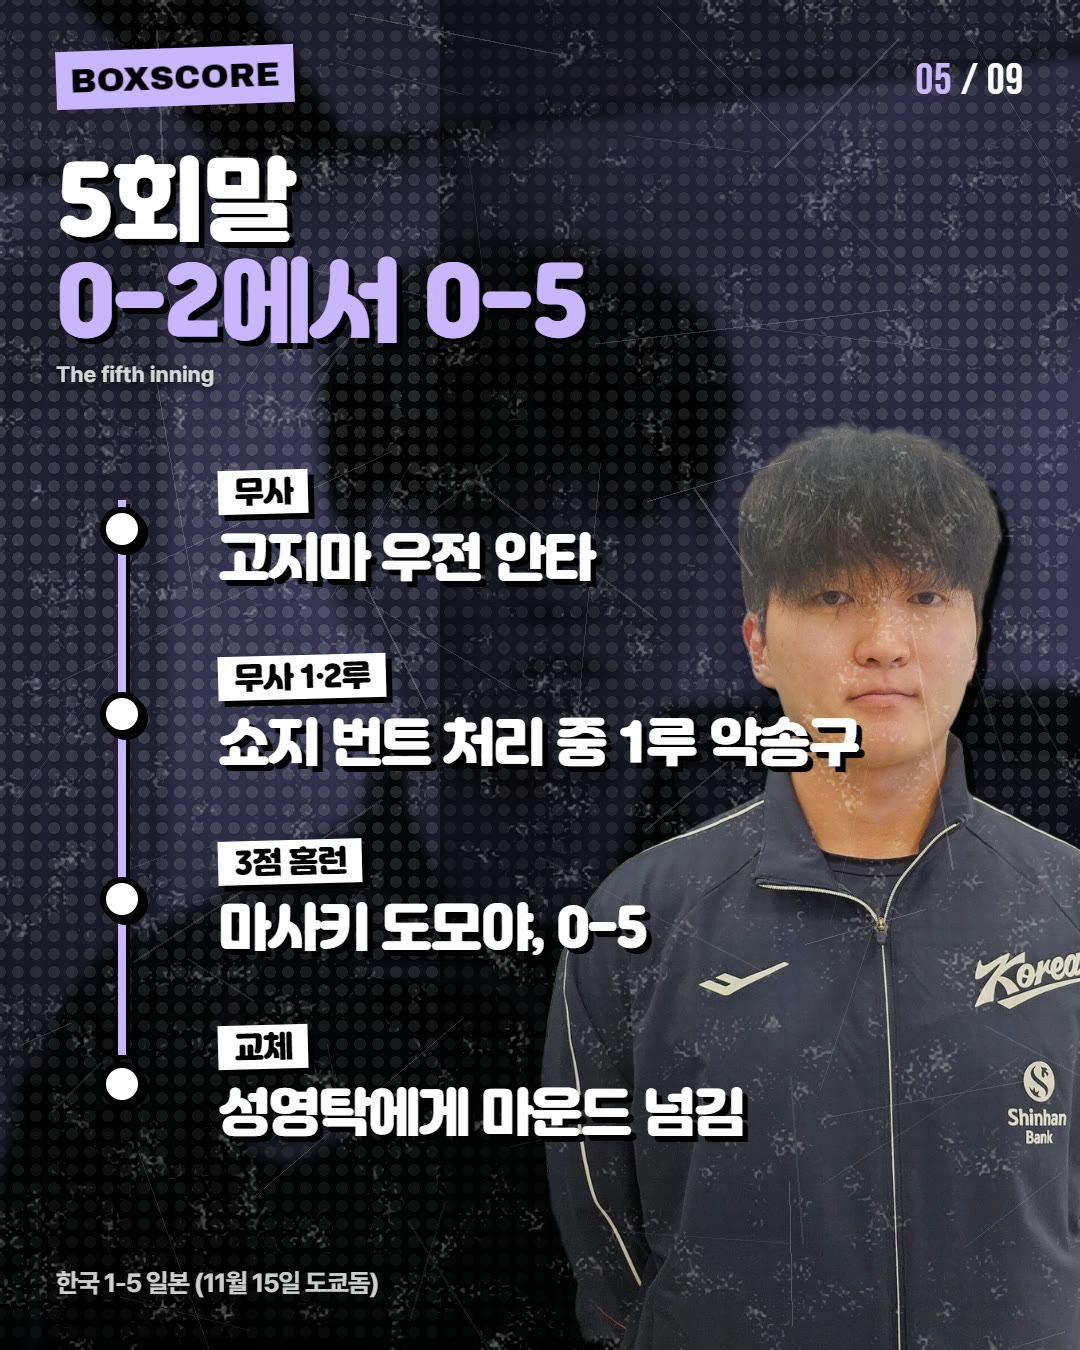 BOXSCORE
05 / 09
5회말
0-2에서 0-5
The fifth inning
무사
고지마 우전 안타
무사 1·2루
쇼지 번트 처리 중 1루 악송구
3점 홈런
마사키 도모야, 0-5
교체
성영탁에게 마운드 넘김
Korea
Shinhan
Bank
한국 1-5 일본 (11월 15일 도쿄돔)